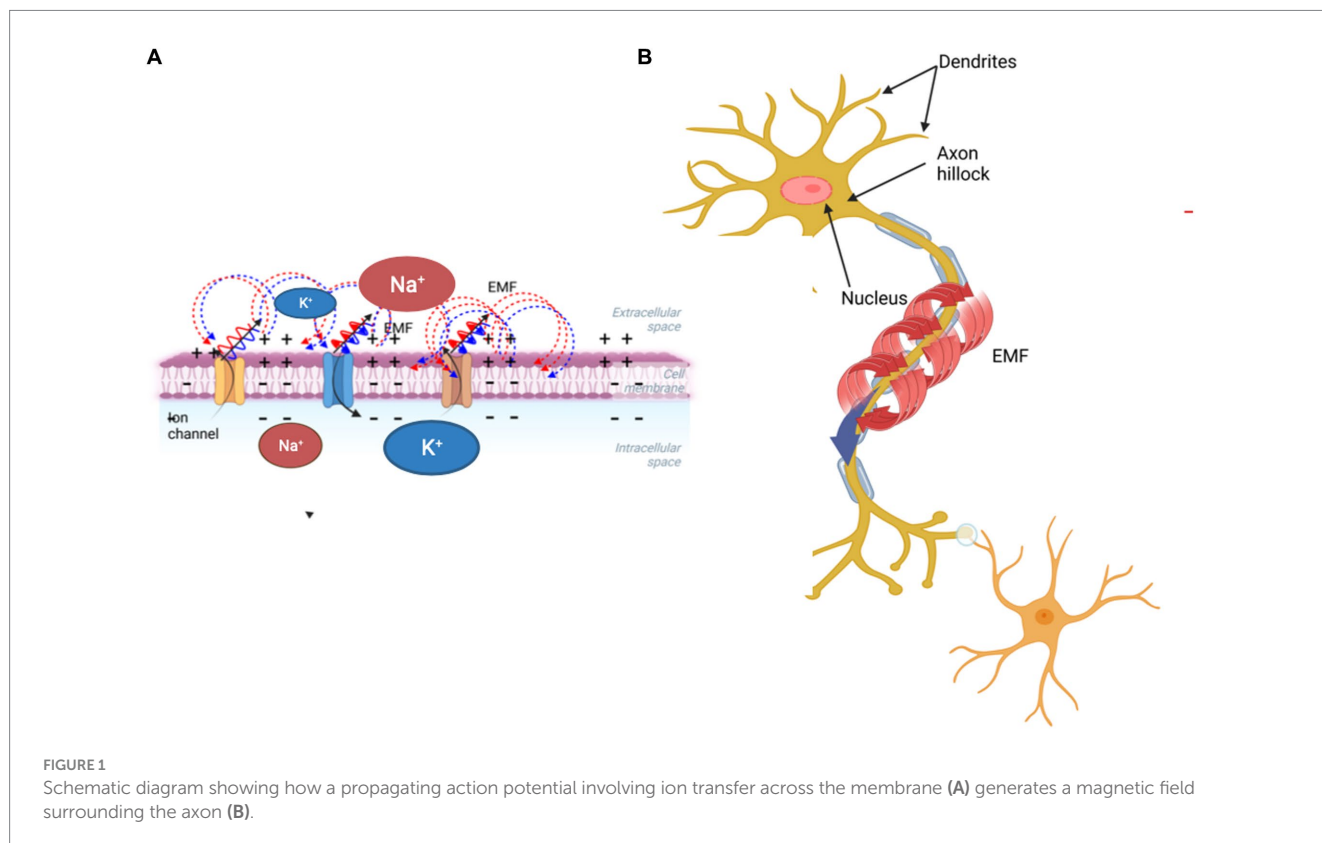 A
B
Dendrites
Axon
hillock
Nucleus
EMF
Na⁺
K⁺
EMF
EMF
Extracellular
space
+ + + + + + + +
+ + + + + + + +
Cell
membrane
- - - - - - - -
Ion
channel
- - - - - - - - -
Na⁺
K⁺
Intracellular
space
FIGURE 1
Schematic diagram showing how a propagating action potential involving ion transfer across the membrane (A) generates a magnetic field
surrounding the axon (B).